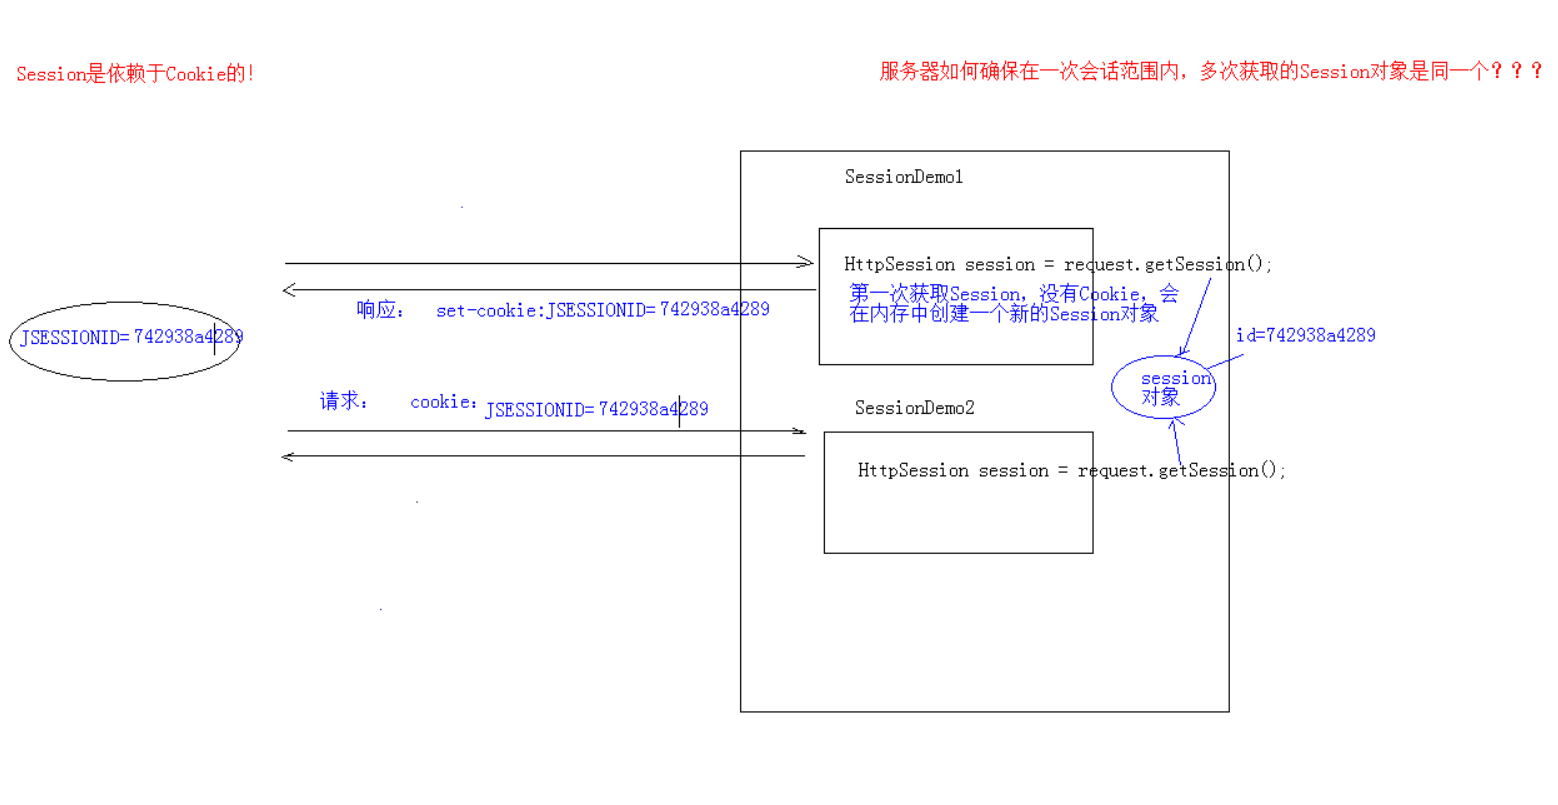 Session是依赖于Cookie的!
服务器如何确保在一次会话范围内，多次获取的Session对象是同一个？？？
SessionDemo1
HttpSession session = request.getSession();
第一次获取Session，没有Cookie，会
在内存中创建一个新的Session对象
响应： set-cookie:JSESSIONID=742938a4289
JSESSIONID=742938a4289
id=742938a4289
session
对象
请求： cookie：JSESSIONID=742938a4289
SessionDemo2
HttpSession session = request.getSession();